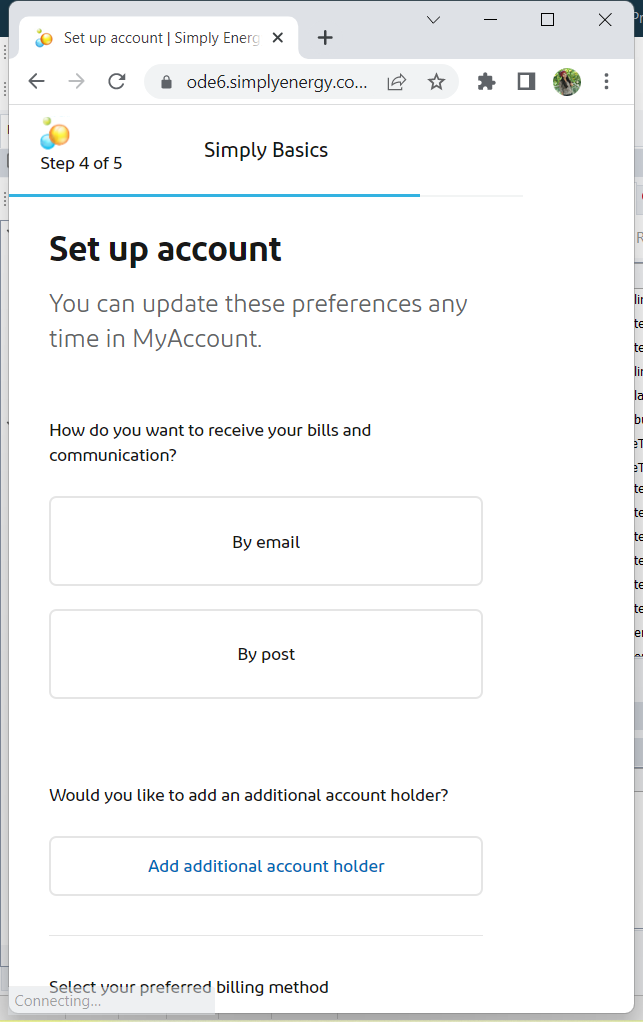 Set up account | Simply Energ
ode6.simplyenergy.co...
Step 4 of 5
Simply Basics
Set up account
You can update these preferences any
time in MyAccount.
How do you want to receive your bills and
communication?
By email
By post
Would you like to add an additional account holder?
Add additional account holder
Select your preferred billing method
Connecting...